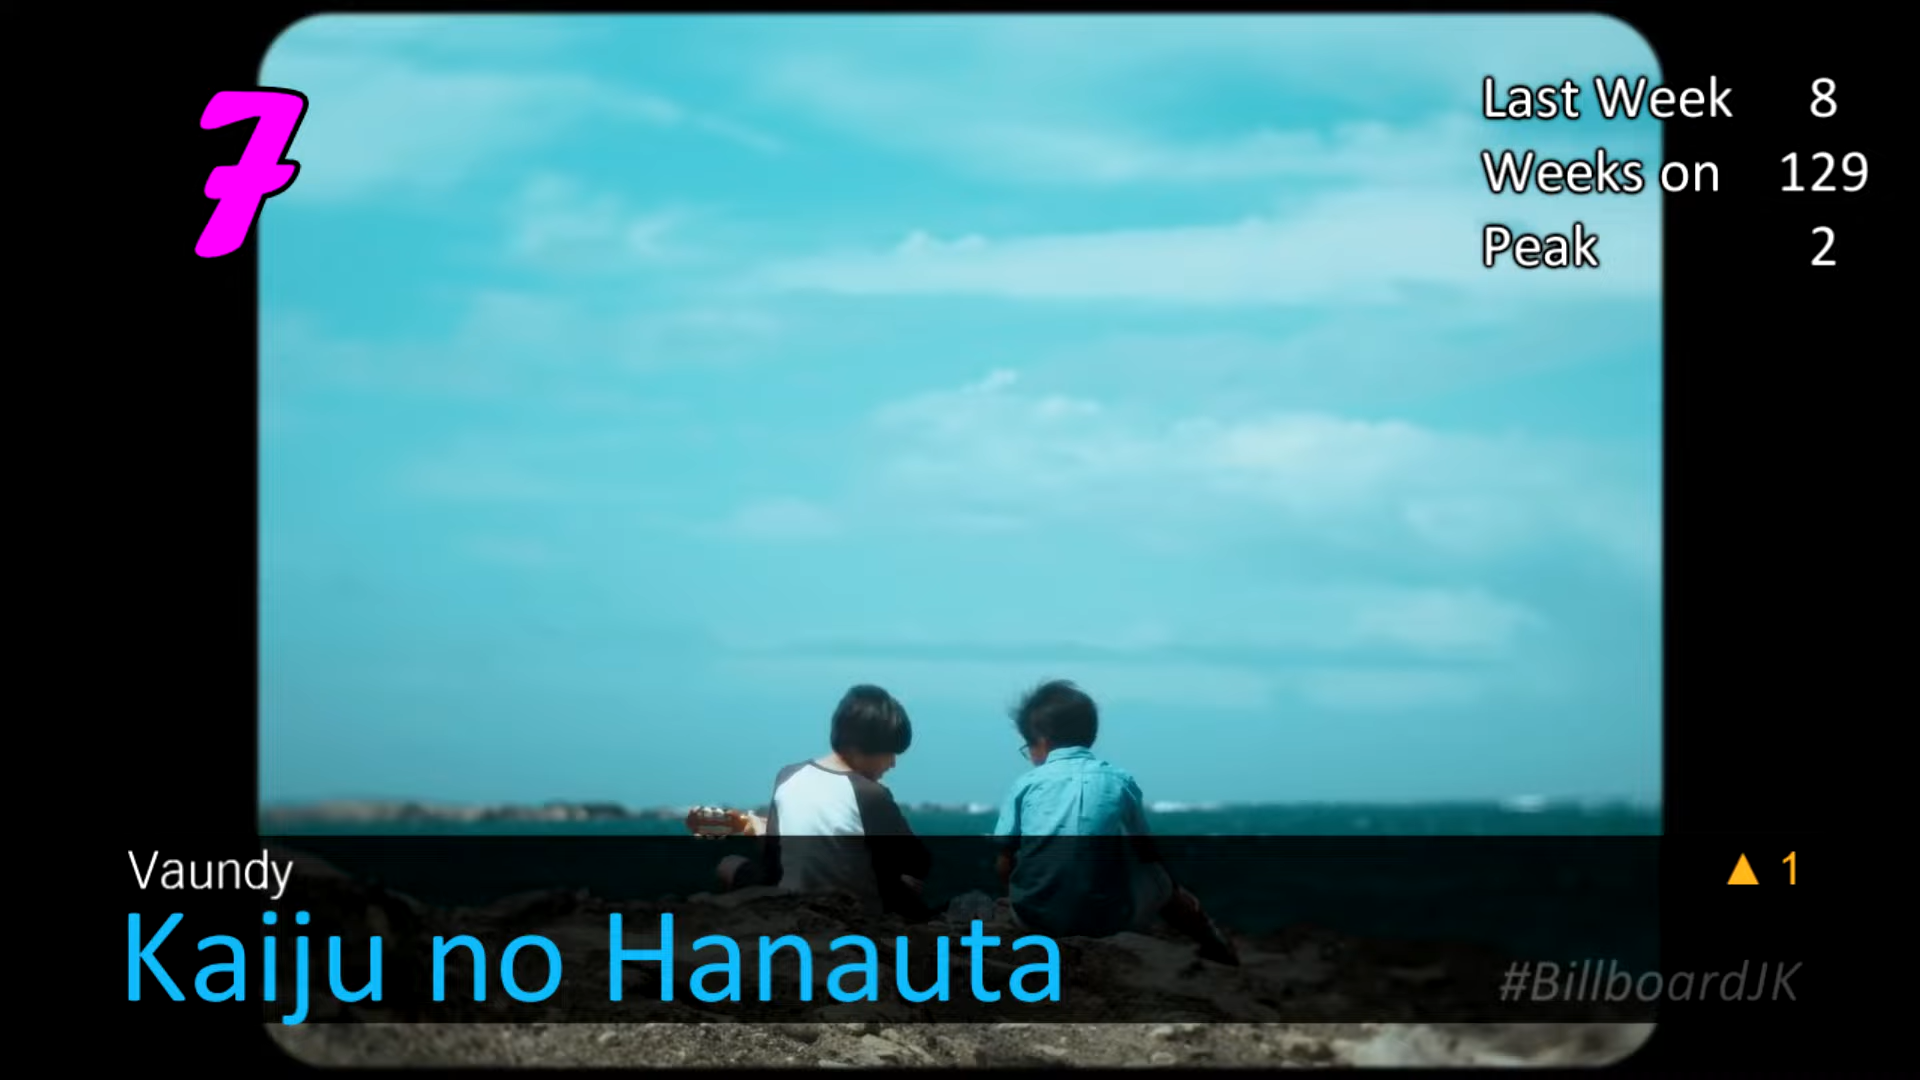 7
Last Week 8
Weeks on 129
Peak 2
Vaundy
▲ 1
Kaiju no Hanauta
#BillboardJK